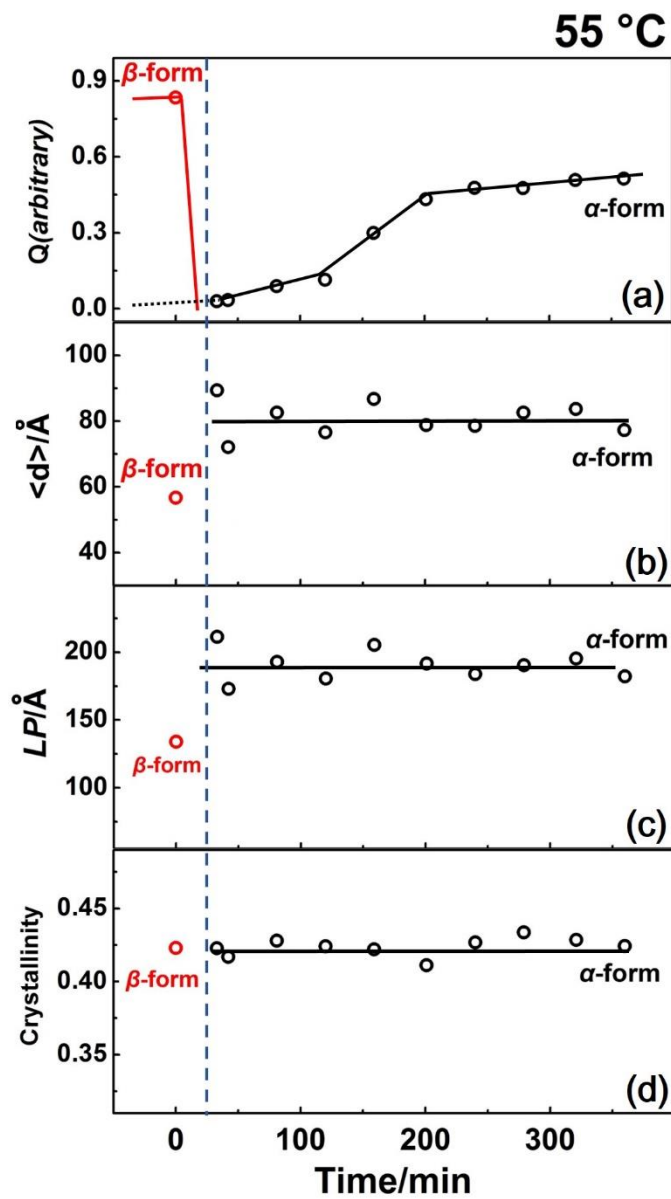 55 °C
0.9
β-form
0.6
Q(arbitrary)
0.3
α-form
0.0
(a)
100
80
<d>/Å
β-form
α-form
60
40
(b)
α-form
200
LP/Å
150
β-form
100
(c)
0.45
Crystallinity
0.40
β-form
α-form
0.35
(d)
0 100 200 300
Time/min